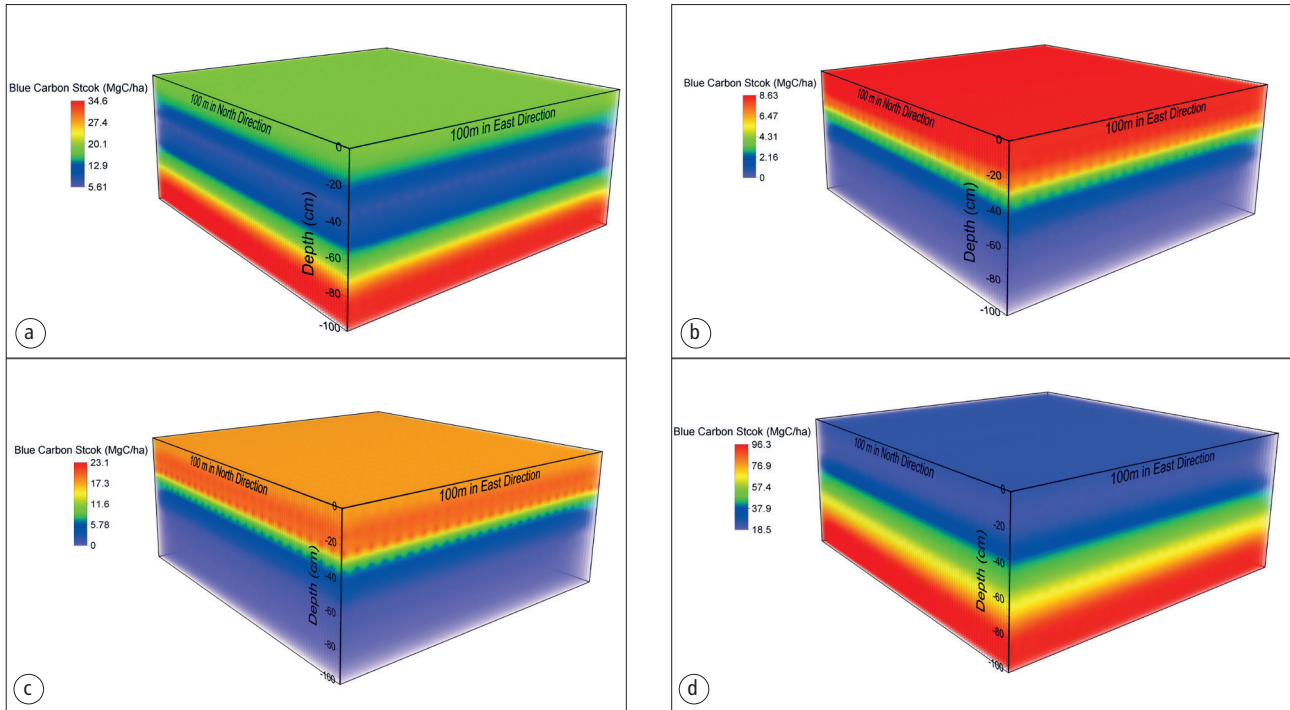 Blue Carbon Stcok (MgC/ha)
34.6
27.4
20.1
12.9
5.61
100 m in North Direction
100m in East Direction
0
-20
-40
-60
-80
-100
Depth (cm)
a
Blue Carbon Stcok (MgC/ha)
8.63
6.47
4.31
2.16
0
100 m in North Direction
100m in East Direction
0
-20
-40
-60
-80
-100
Depth (cm)
b
Blue Carbon Stcok (MgC/ha)
23.1
17.3
11.6
5.78
0
100 m in North Direction
100m in East Direction
0
-20
-40
-60
-80
-100
Depth (cm)
c
Blue Carbon Stcok (MgC/ha)
96.3
76.9
57.4
37.9
18.5
100 m in North Direction
100m in East Direction
0
-20
-40
-60
-80
-100
Depth (cm)
d